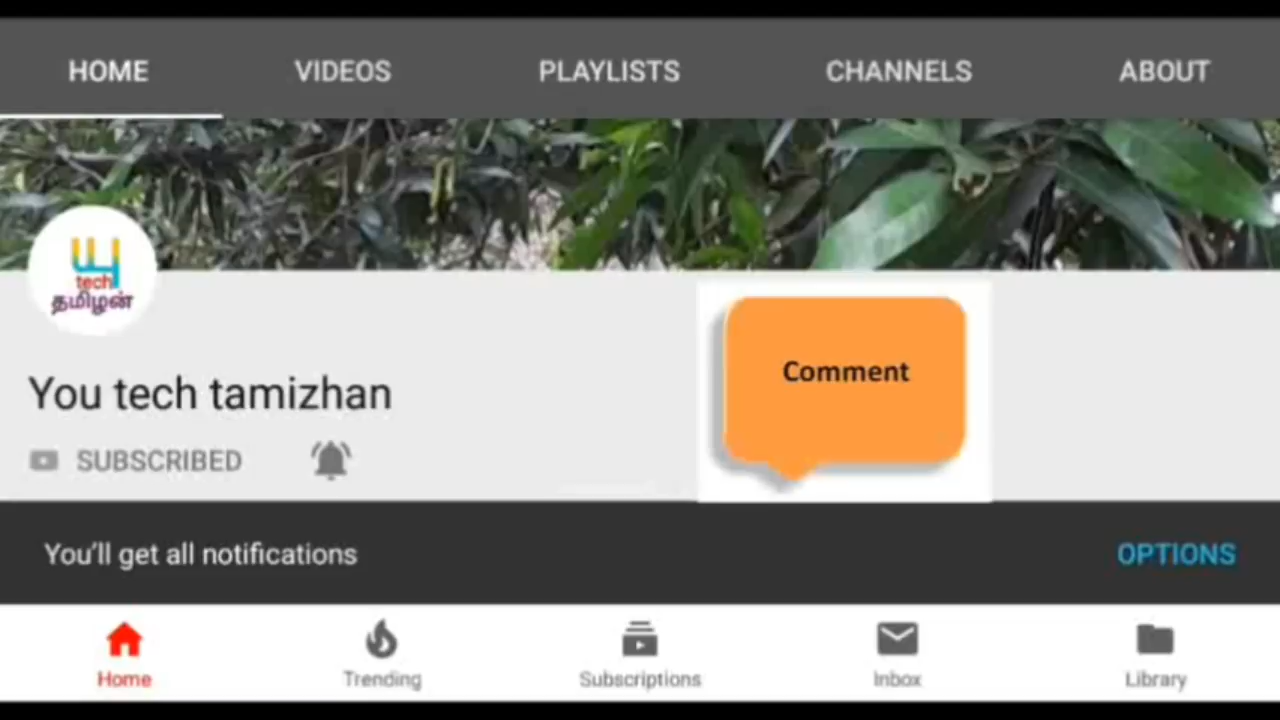 HOME VIDEOS PLAYLISTS CHANNELS ABOUT
tech
தமிழன்
Comment
You tech tamizhan
SUBSCRIBED
You'll get all notifications OPTIONS
Home Trending Subscriptions Inbox Library